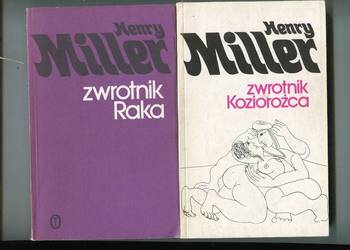 Henry
Miller
zwrotnik
Raka
Henry
Miller
zwrotnik
Koziorożca